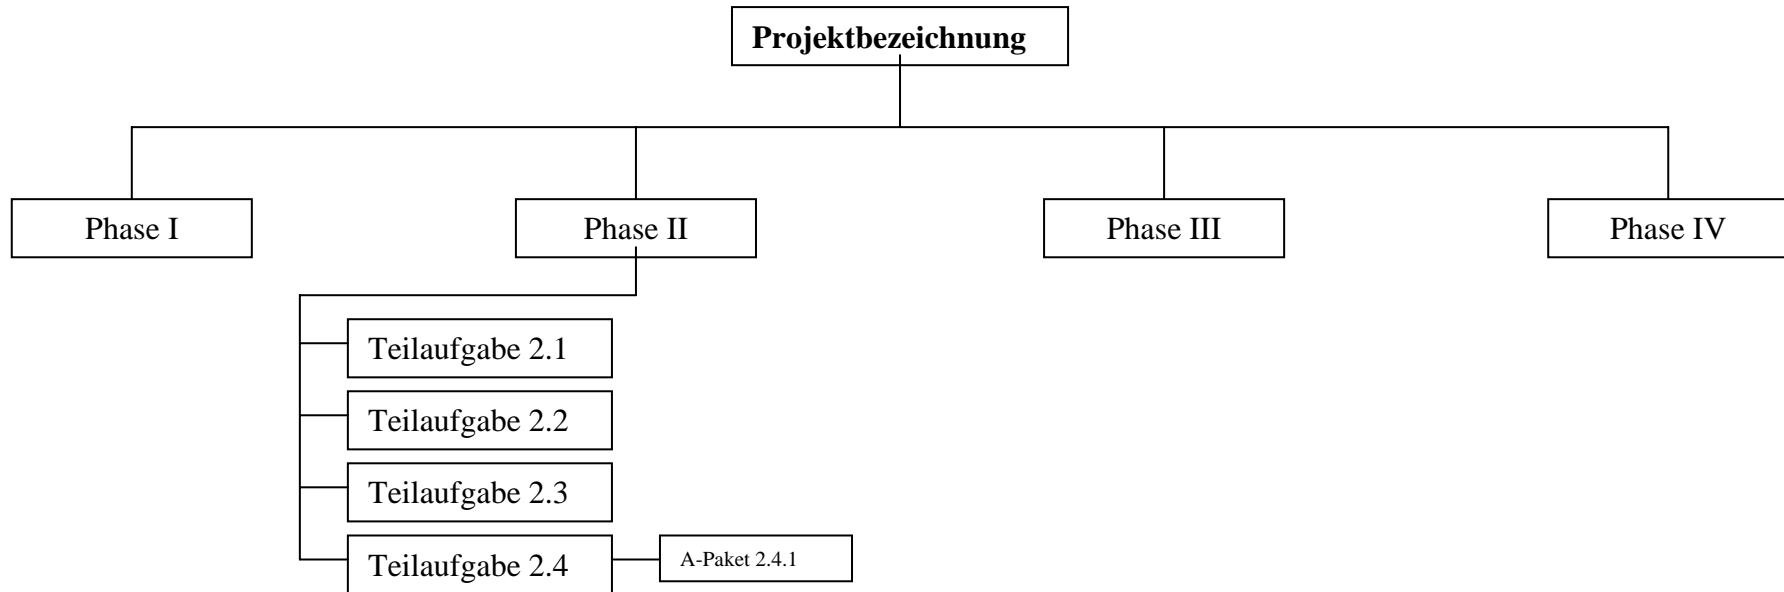 Projektbezeichnung
Phase I
Phase II
Phase III
Phase IV
Teilaufgabe 2.1
Teilaufgabe 2.2
Teilaufgabe 2.3
Teilaufgabe 2.4
A-Paket 2.4.1